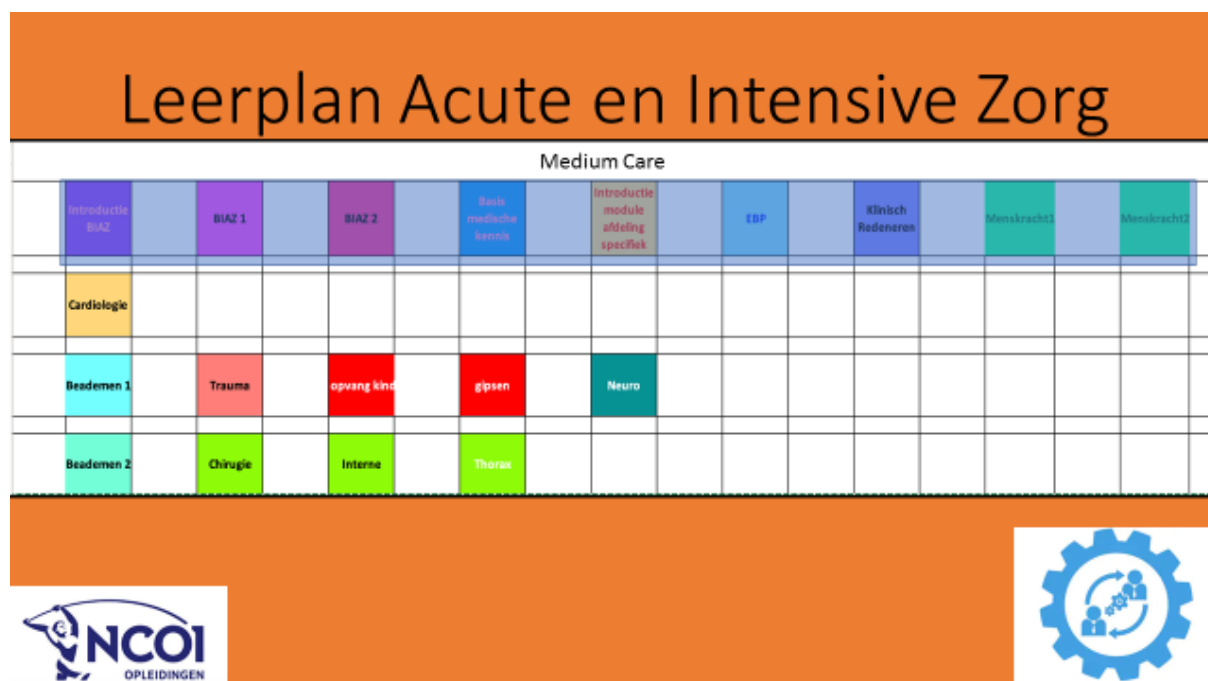 Leerplan Acute en Intensive Zorg
Medium Care
Introductie
BIAZ
BIAZ 1
BIAZ 2
Basis
medische
kennis
Introductie
module
afdeling
specifiek
EBP
Klinisch
Redeneren
Menskracht1
Menskracht2
Cardiologie
Beademen 1
Trauma
opvang kind
gipsen
Neuro
Beademen 2
Chirugie
Interne
Thorax
NCOI
OPLEIDINGEN